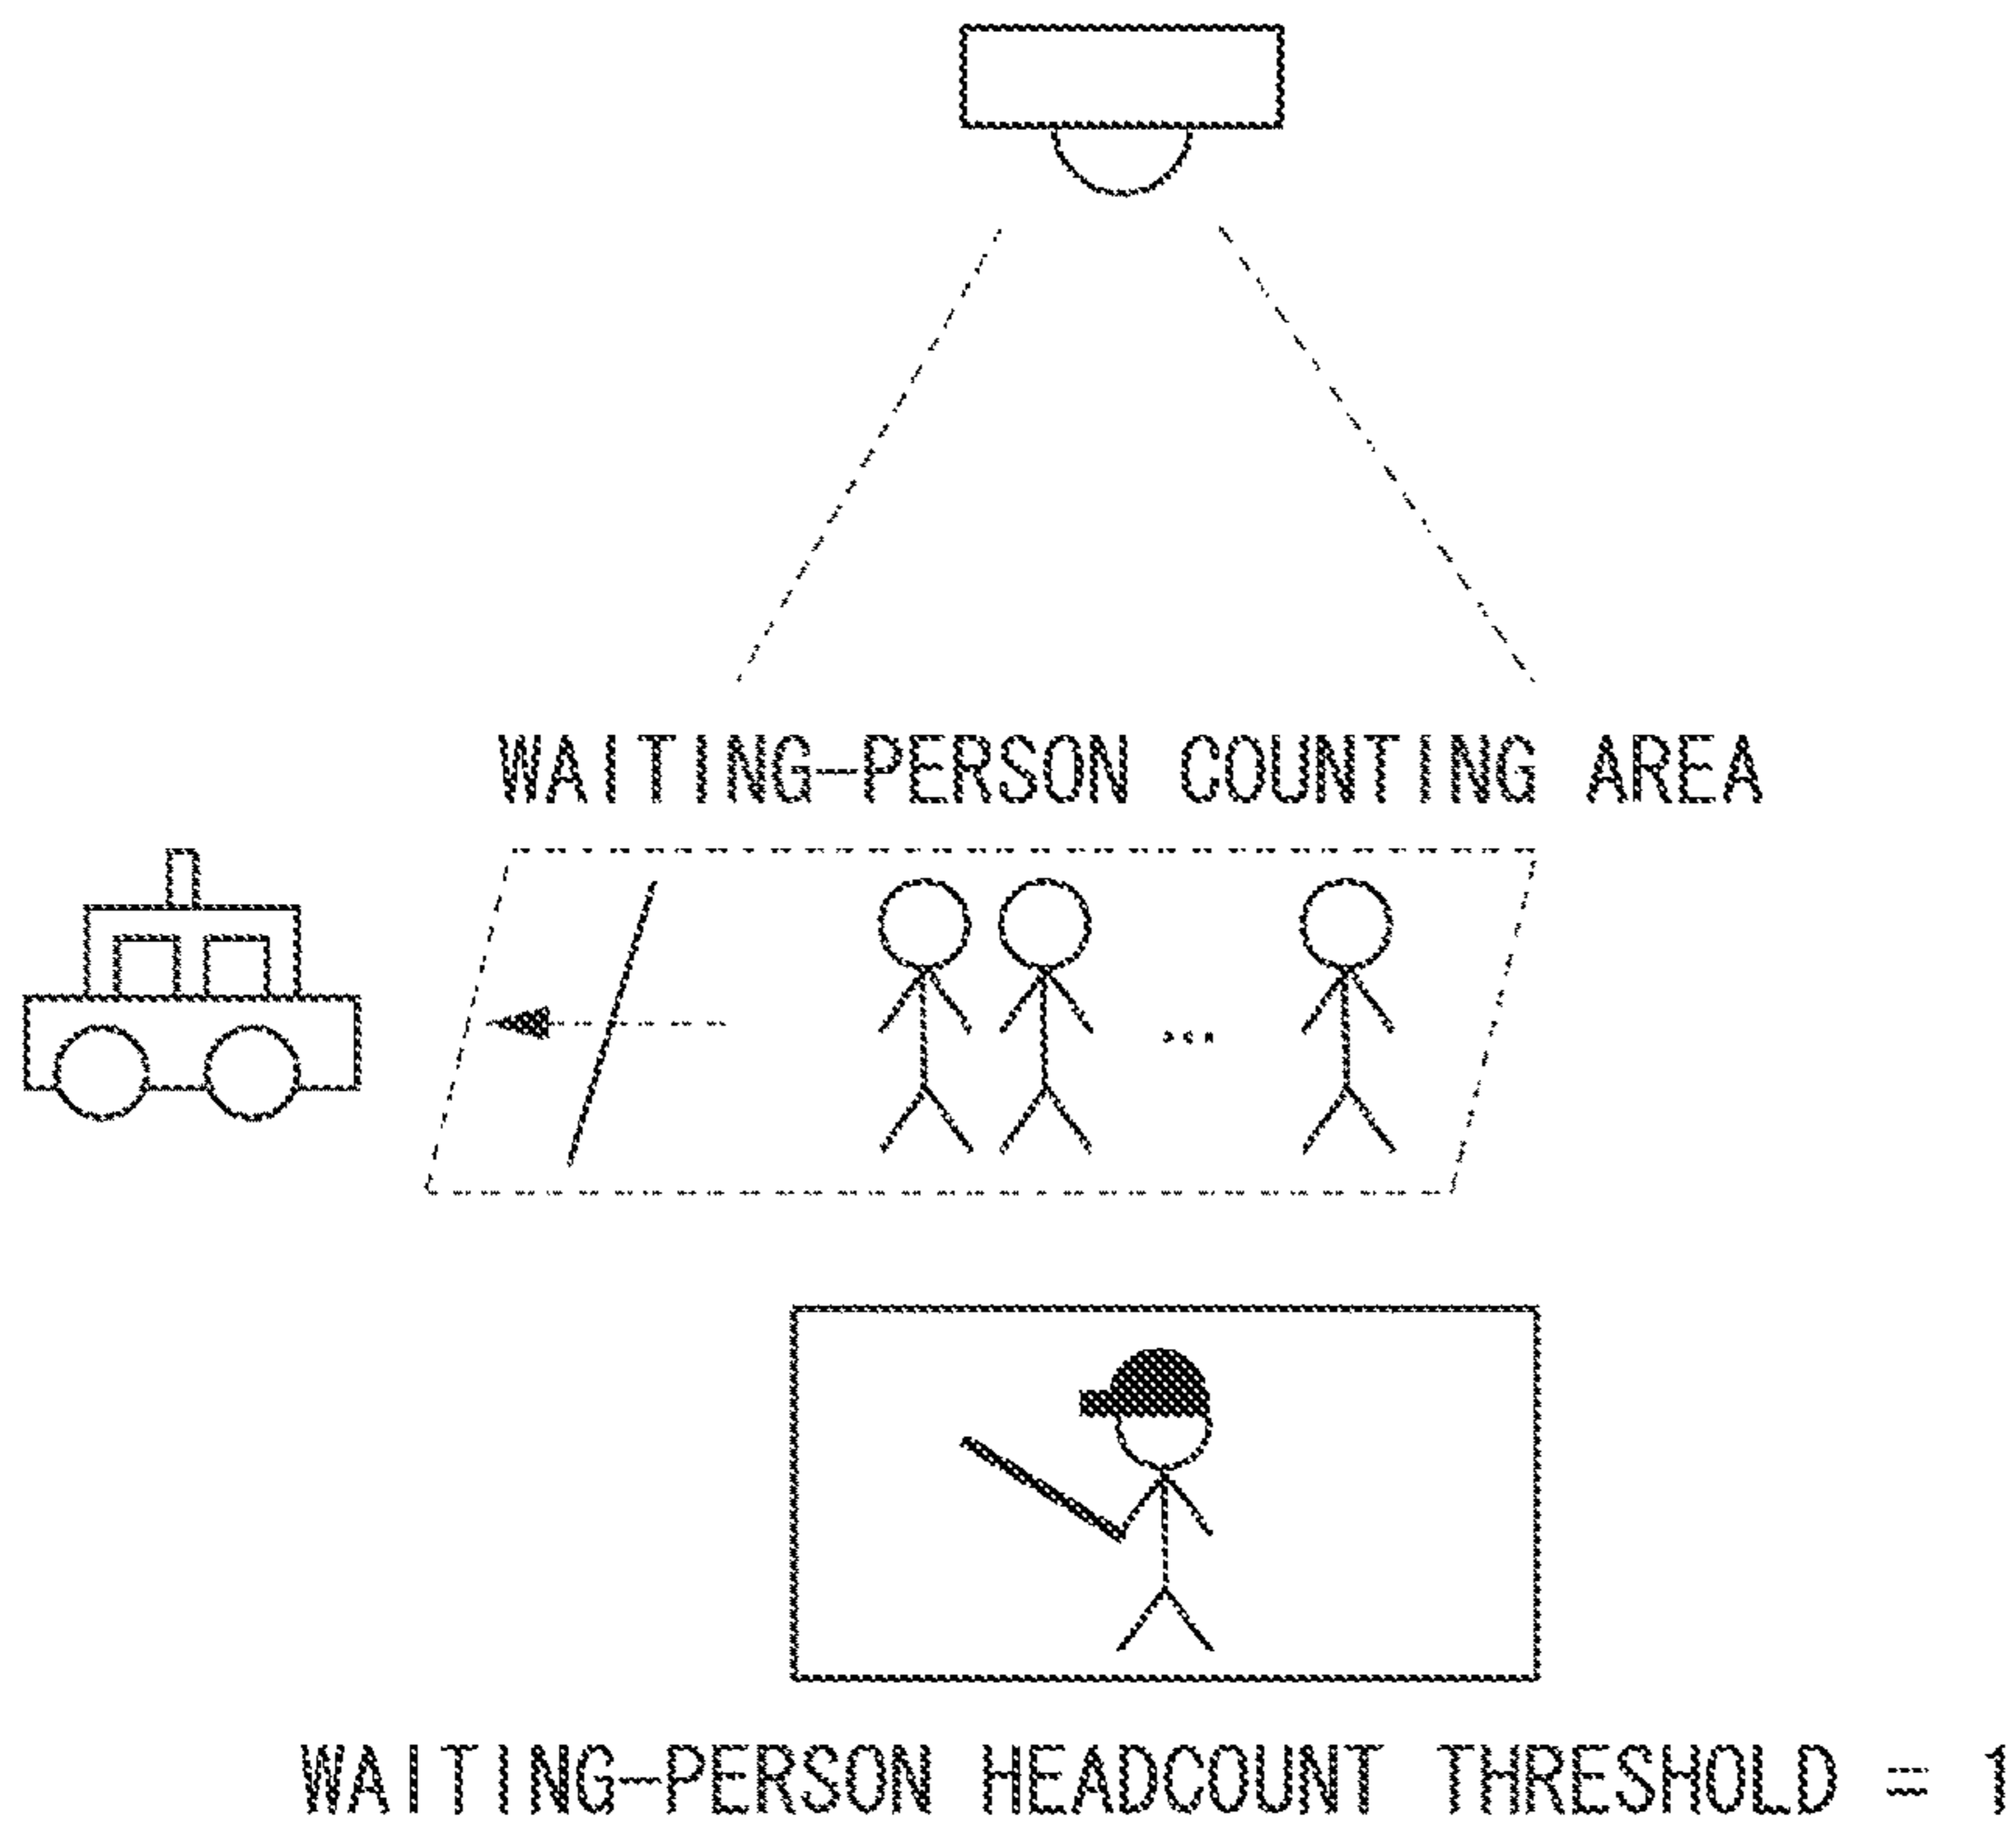 WAITING-PERSON COUNTING AREA
...
WAITING-PERSON HEADCOUNT THRESHOLD = 1